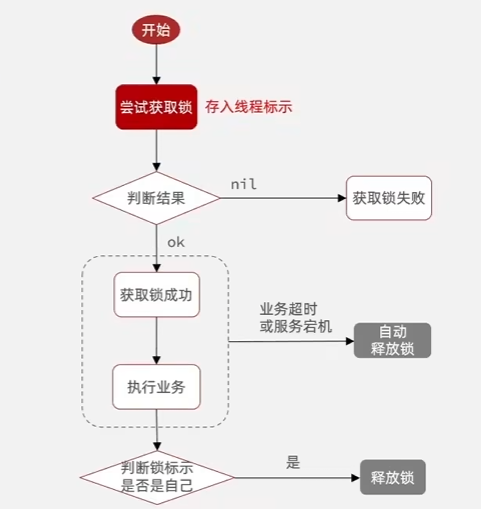 开始
尝试获取锁
存入线程标示
判断结果
nil
获取锁失败
ok
获取锁成功
业务超时
或服务宕机
自动
释放锁
执行业务
判断锁标示
是否是自己
是
释放锁